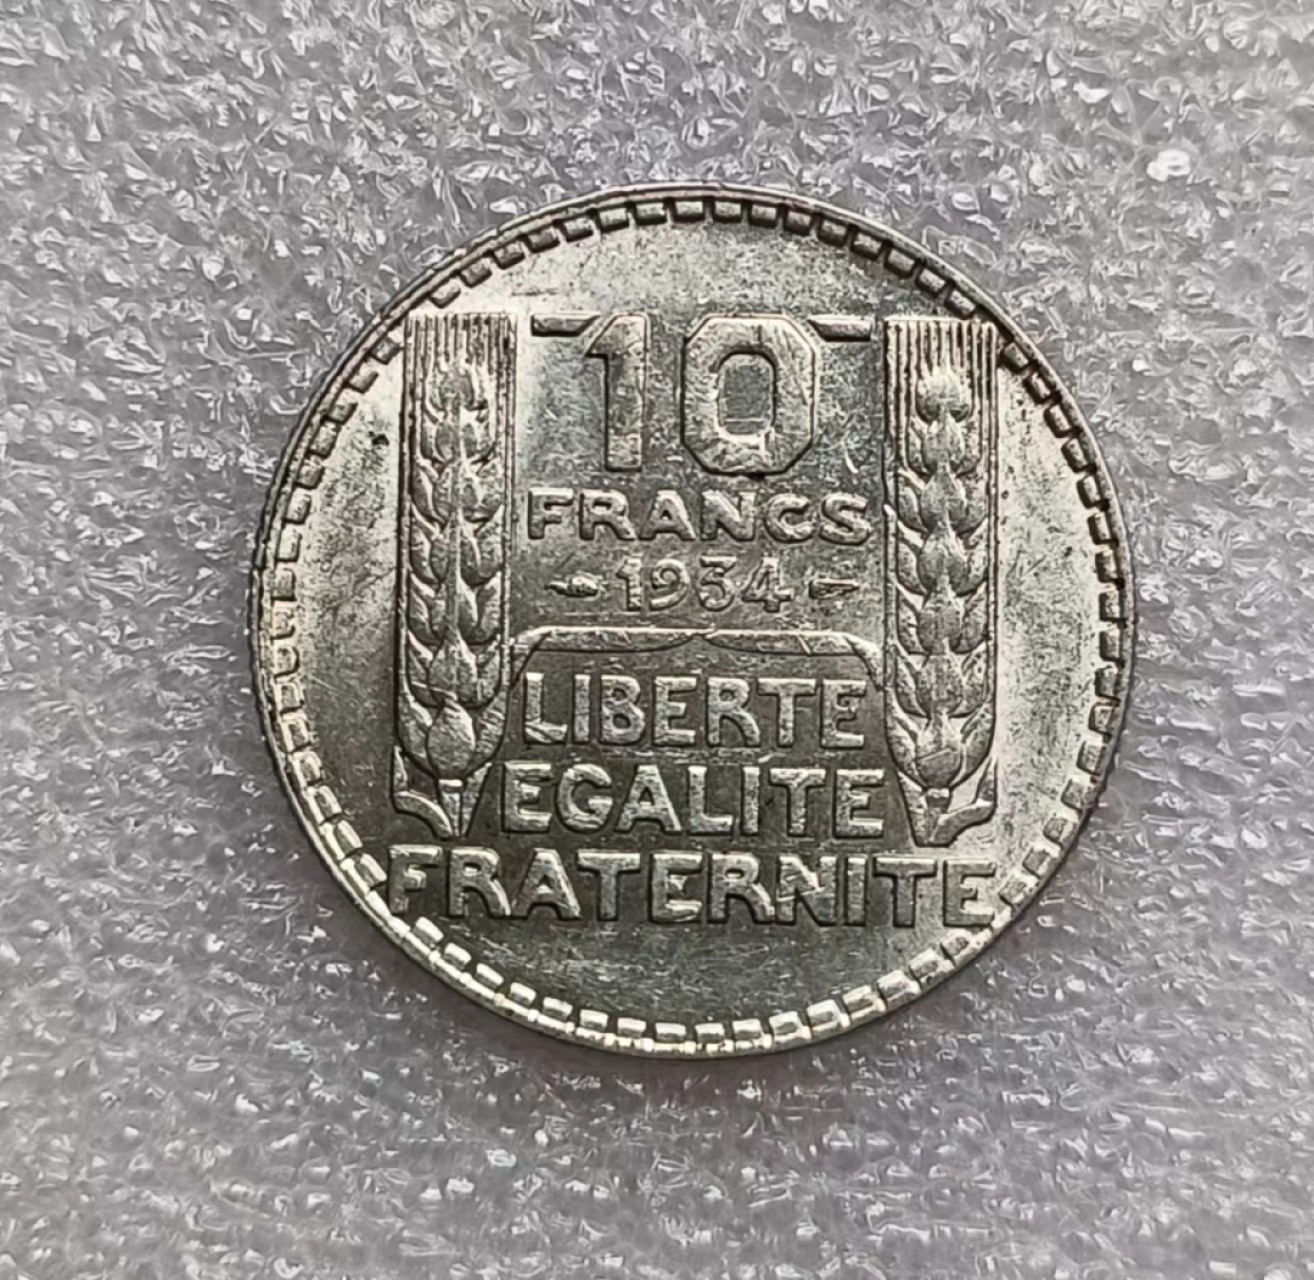 10
FRANCS
1934
LIBERTE
EGALITE
FRATERNITE